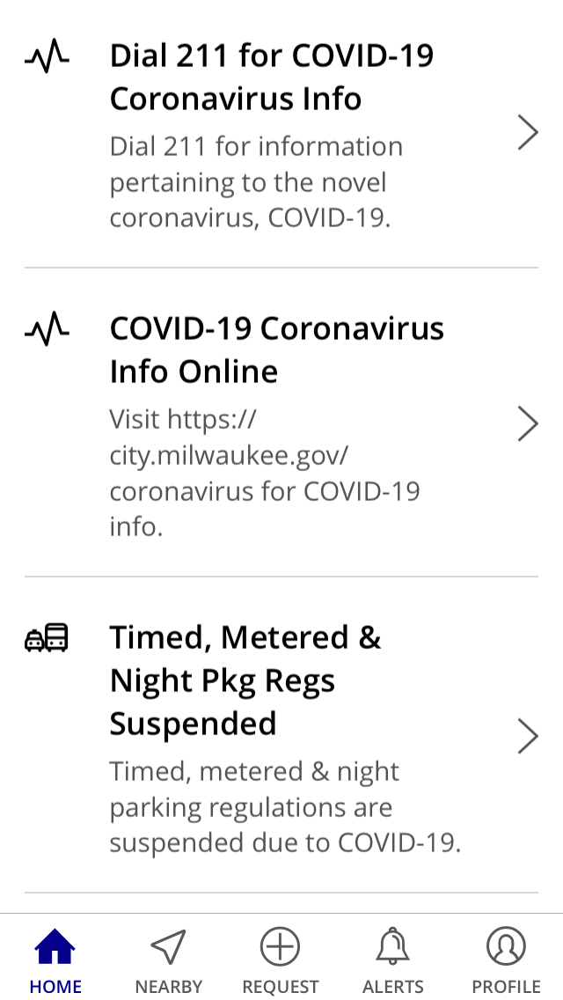 Dial 211 for COVID-19
Coronavirus Info
Dial 211 for information
pertaining to the novel
coronavirus, COVID-19.
COVID-19 Coronavirus
Info Online
Visit https://
city.milwaukee.gov/
coronavirus for COVID-19
info.
Timed, Metered &
Night Pkg Regs
Suspended
Timed, metered & night
parking regulations are
suspended due to COVID-19.
HOME
NEARBY
REQUEST
ALERTS
PROFILE